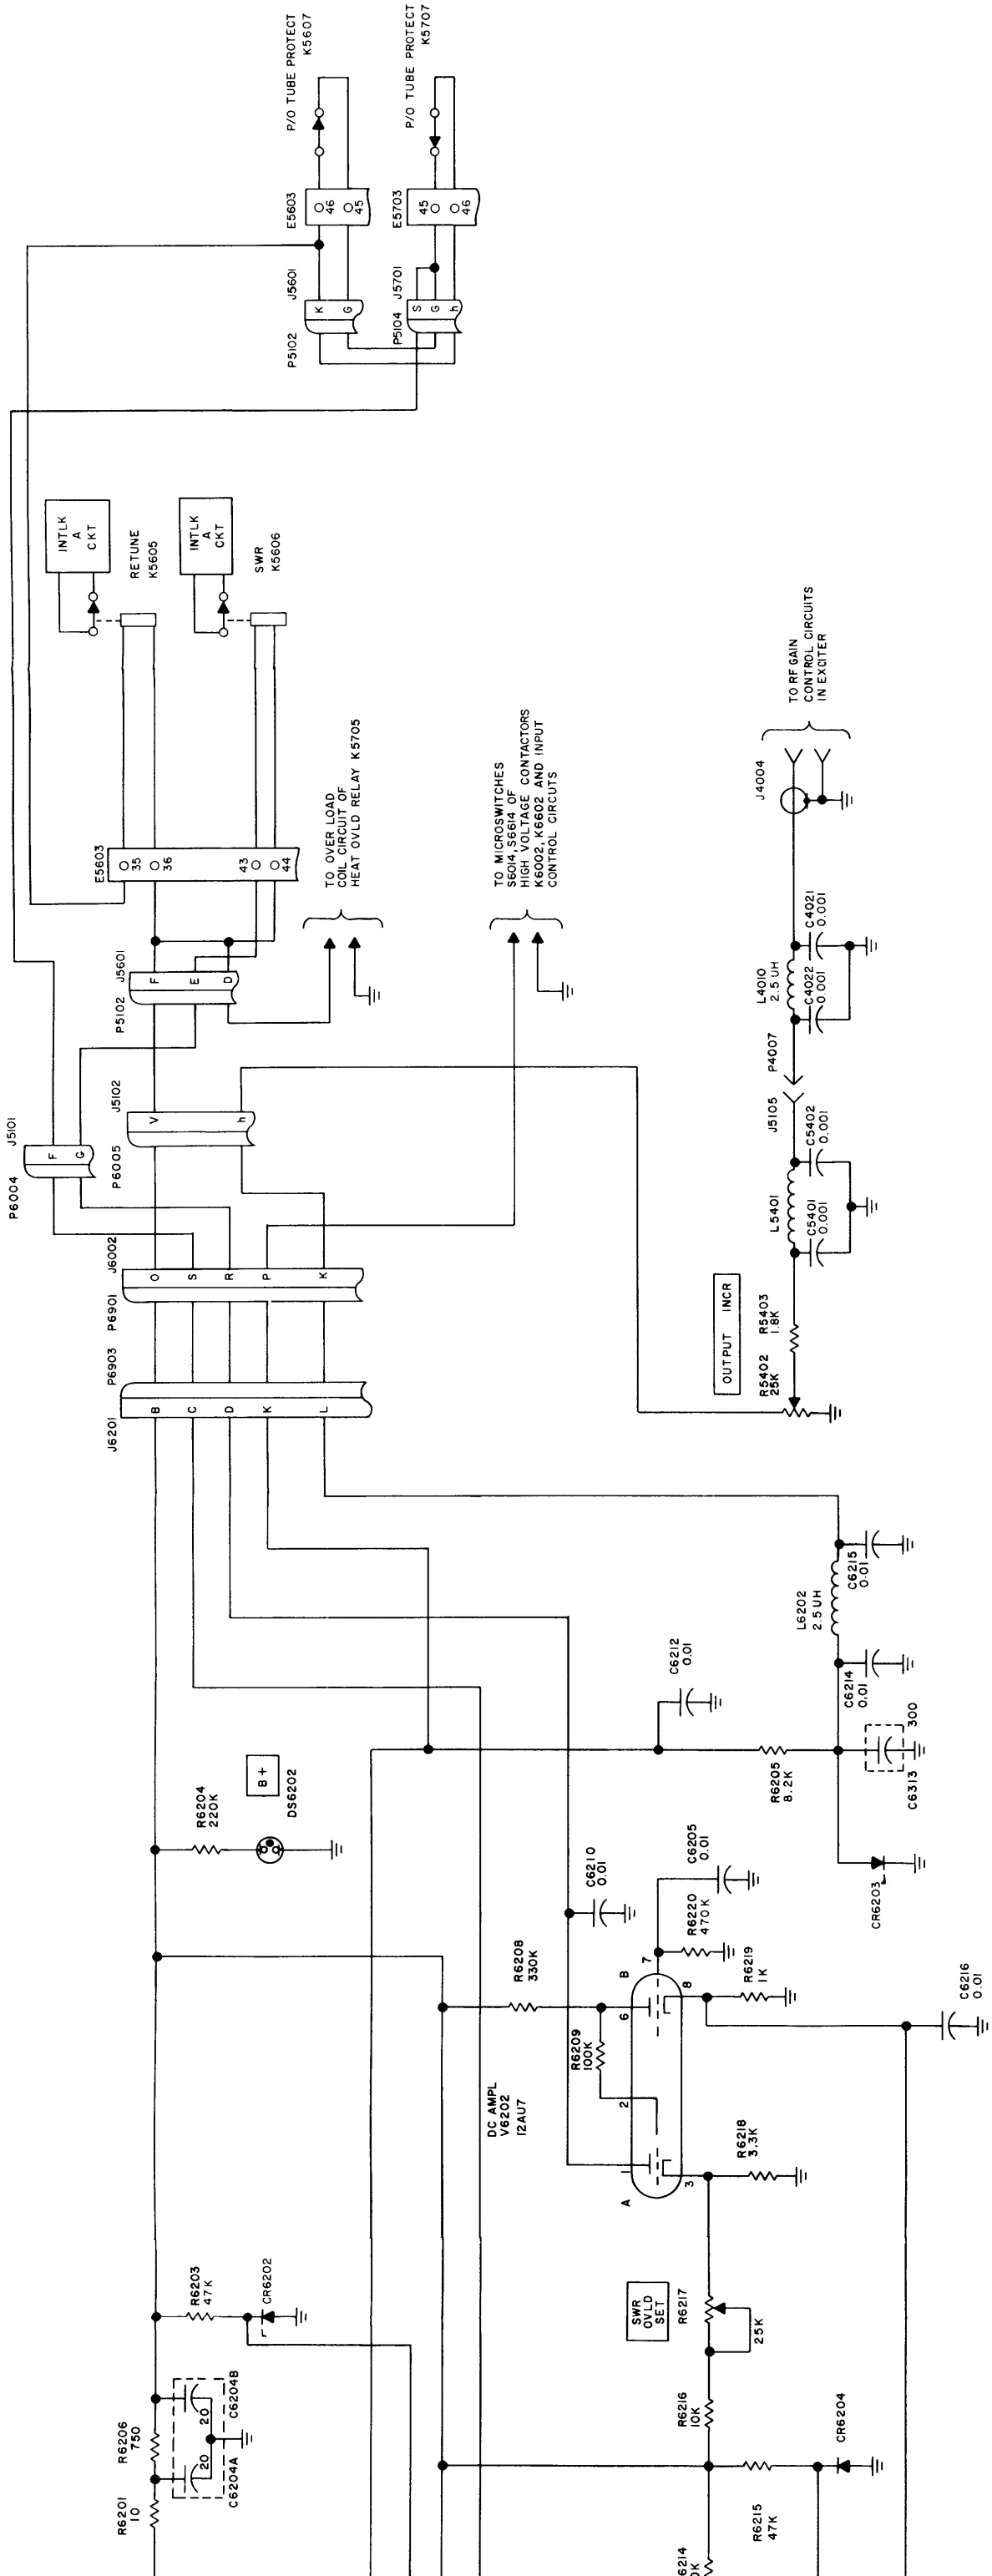 P/O TUBE PROTECT
K5607
P/O TUBE PROTECT
K5707
E5603
46
45
E5703
45
46
J5601
K
G
P5102
J5701
S
G
h
P5104
INTLK
A
CKT
RETUNE
K5605
INTLK
A
CKT
SWR
K5606
TO RF GAIN
CONTROL CIRCUITS
IN EXCITER
J4004
TO OVER LOAD
COIL CIRCUIT OF
HEAT OVLD RELAY K5705
TO MICROSWITCHES
S6014, S6614 OF
HIGH VOLTAGE CONTACTORS
K6002, K6602 AND INPUT
CONTROL CIRCUTS
E5603
35
36
43
44
J5601
F
E
D
P5102
C4021
0.001
L4010
2.5 UH
C4022
0.001
P4007
J5105
J5102
V
h
P6005
J5101
F
G
P6004
C5402
0.001
L5401
C5401
0.001
J6002
O
S
R
P
K
P6901
OUTPUT INCR
R5403
1.8K
R5402
25K
P6903
B
C
D
K
L
J6201
C6215
0.01
L6202
2.5 UH
C6214
0.01
C6212
0.01
300
C6313
R6205
8.2K
B+
DS6202
R6204
220K
CR6203
C6210
0.01
C6205
0.01
R6220
470 K
R6208
330K
B
7
6
8
R6219
1K
C6216
0.01
R6209
100K
2
DC AMPL
V6202
12AU7
1
3
A
R6218
3.3K
R6203
47K
CR6202
SWR
OVLD
SET
R6217
25K
R6206
750
20
C6204B
20
C6204A
R6201
10
R6216
10K
CR6204
R6215
47K
6214
0K